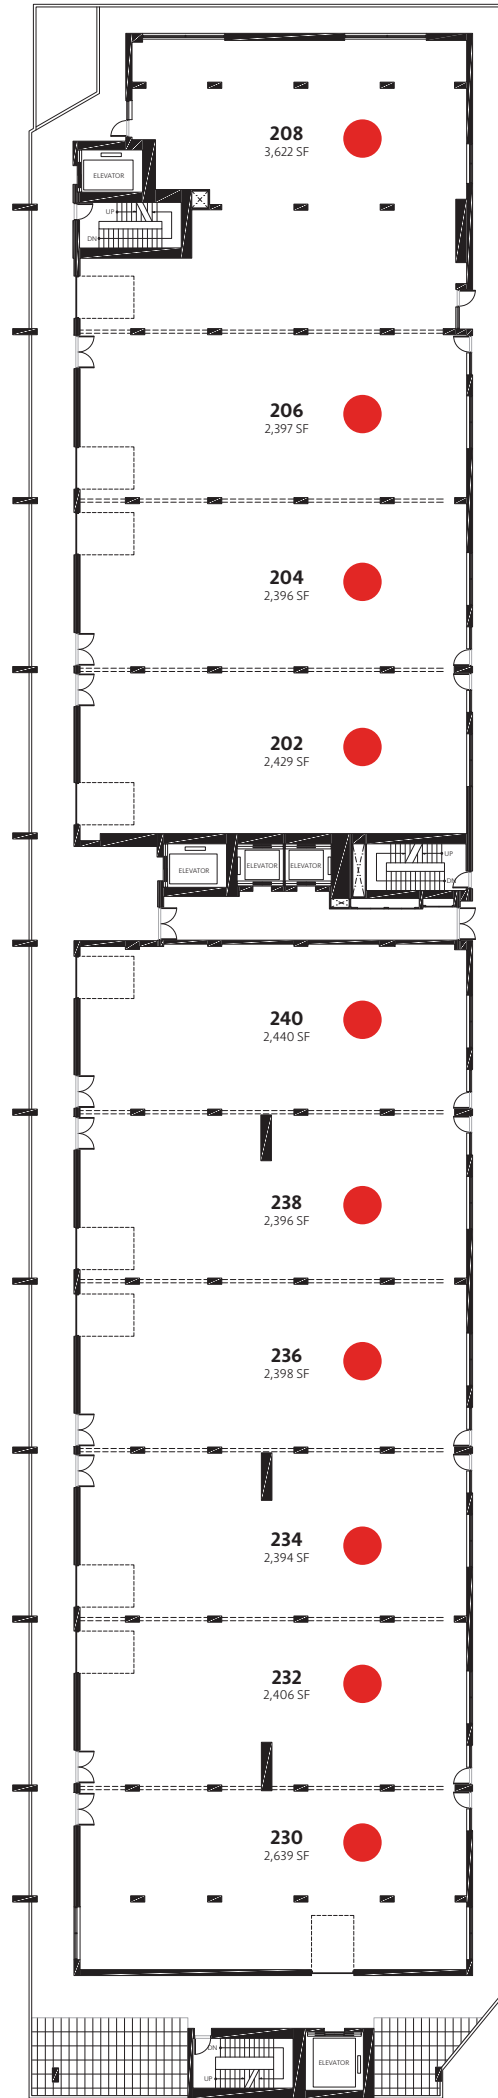 208
3,622 SF
ELEVATOR
UP
DN
206
2,397 SF
204
2,396 SF
202
2,429 SF
ELEVATOR
ELEVATOR
ELEVATOR
UP
DN
240
2,440 SF
238
2,396 SF
236
2,398 SF
234
2,394 SF
232
2,406 SF
230
2,639 SF
DN
UP
ELEVATOR